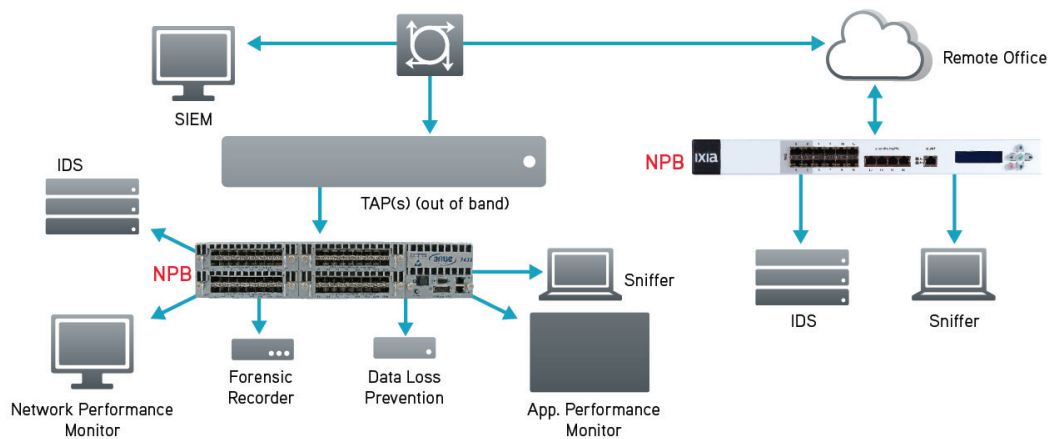 Remote Office
SIEM
IDS
ixia
NPB
TAP(s) (out of band)
NPB
anue
Sniffer
IDS
Sniffer
Network Performance
Monitor
Forensic
Recorder
Data Loss
Prevention
App. Performance
Monitor